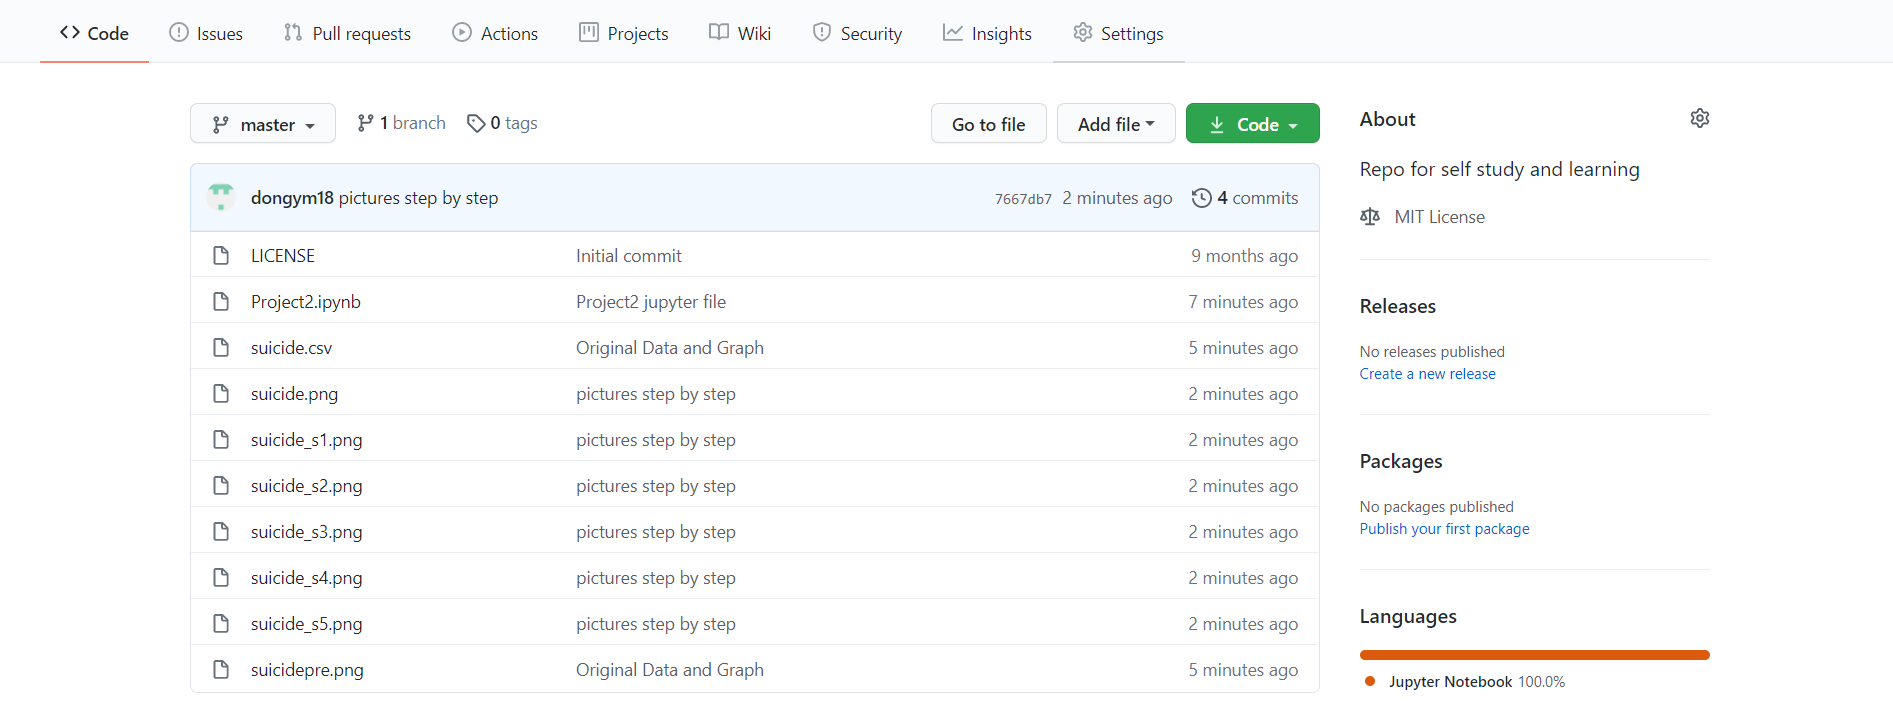 Code Issues Pull requests Actions Projects Wiki Security Insights Settings
master 1 branch 0 tags Go to file Add file Code
dongym18 pictures step by step 7667db7 2 minutes ago 4 commits
LICENSE Initial commit 9 months ago
Project2.ipynb Project2 jupyter file 7 minutes ago
suicide.csv Original Data and Graph 5 minutes ago
suicide.png pictures step by step 2 minutes ago
suicide_s1.png pictures step by step 2 minutes ago
suicide_s2.png pictures step by step 2 minutes ago
suicide_s3.png pictures step by step 2 minutes ago
suicide_s4.png pictures step by step 2 minutes ago
suicide_s5.png pictures step by step 2 minutes ago
suicidepre.png Original Data and Graph 5 minutes ago
About
Repo for self study and learning
MIT License
Releases
No releases published
Create a new release
Packages
No packages published
Publish your first package
Languages
Jupyter Notebook 100.0%